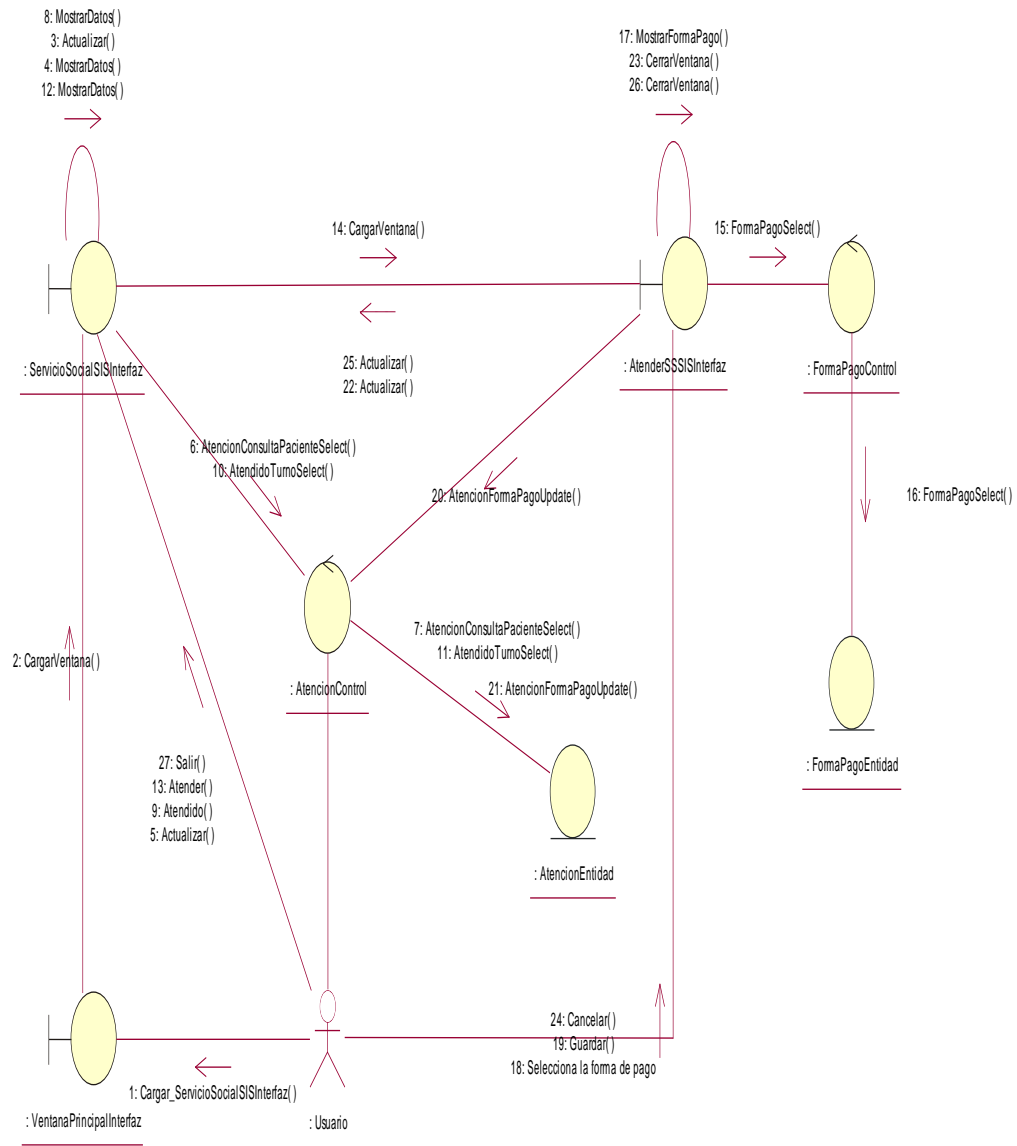 8: MostrarDatos( )
3: Actualizar( )
4: MostrarDatos( )
12: MostrarDatos( )
17: MostrarFormaPago( )
23: CerrarVentana( )
26: CerrarVentana( )
14: CargarVentana( )
15: FormaPagoSelect( )
: ServicioSocialSISInterfaz
25: Actualizar( )
22: Actualizar( )
: AtenderSSSISInterfaz
: FormaPagoControl
6: AtencionConsultaPacienteSelect( )
10: AtendidoTurnoSelect( )
20: AtencionFormaPagoUpdate( )
16: FormaPagoSelect( )
2: CargarVentana( )
7: AtencionConsultaPacienteSelect( )
11: AtendidoTurnoSelect( )
21: AtencionFormaPagoUpdate( )
: AtencionControl
27: Salir( )
13: Atender( )
9: Atendido( )
5: Actualizar( )
: FormaPagoEntidad
: AtencionEntidad
24: Cancelar( )
19: Guardar( )
18: Selecciona la forma de pago
1: Cargar_ServicioSocialSISInterfaz( )
: VentanaPrincipalInterfaz
: Usuario